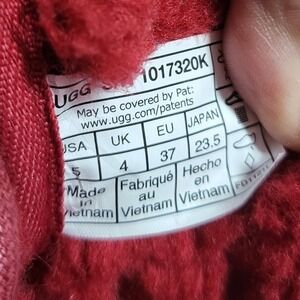 UGG 1017320K
May be covered by Pat:
www.ugg.com/patents
USA UK EU JAPAN
5 4 37 23.5
Made Fabriqué Hecho
in au en
Vietnam Vietnam Vietnam